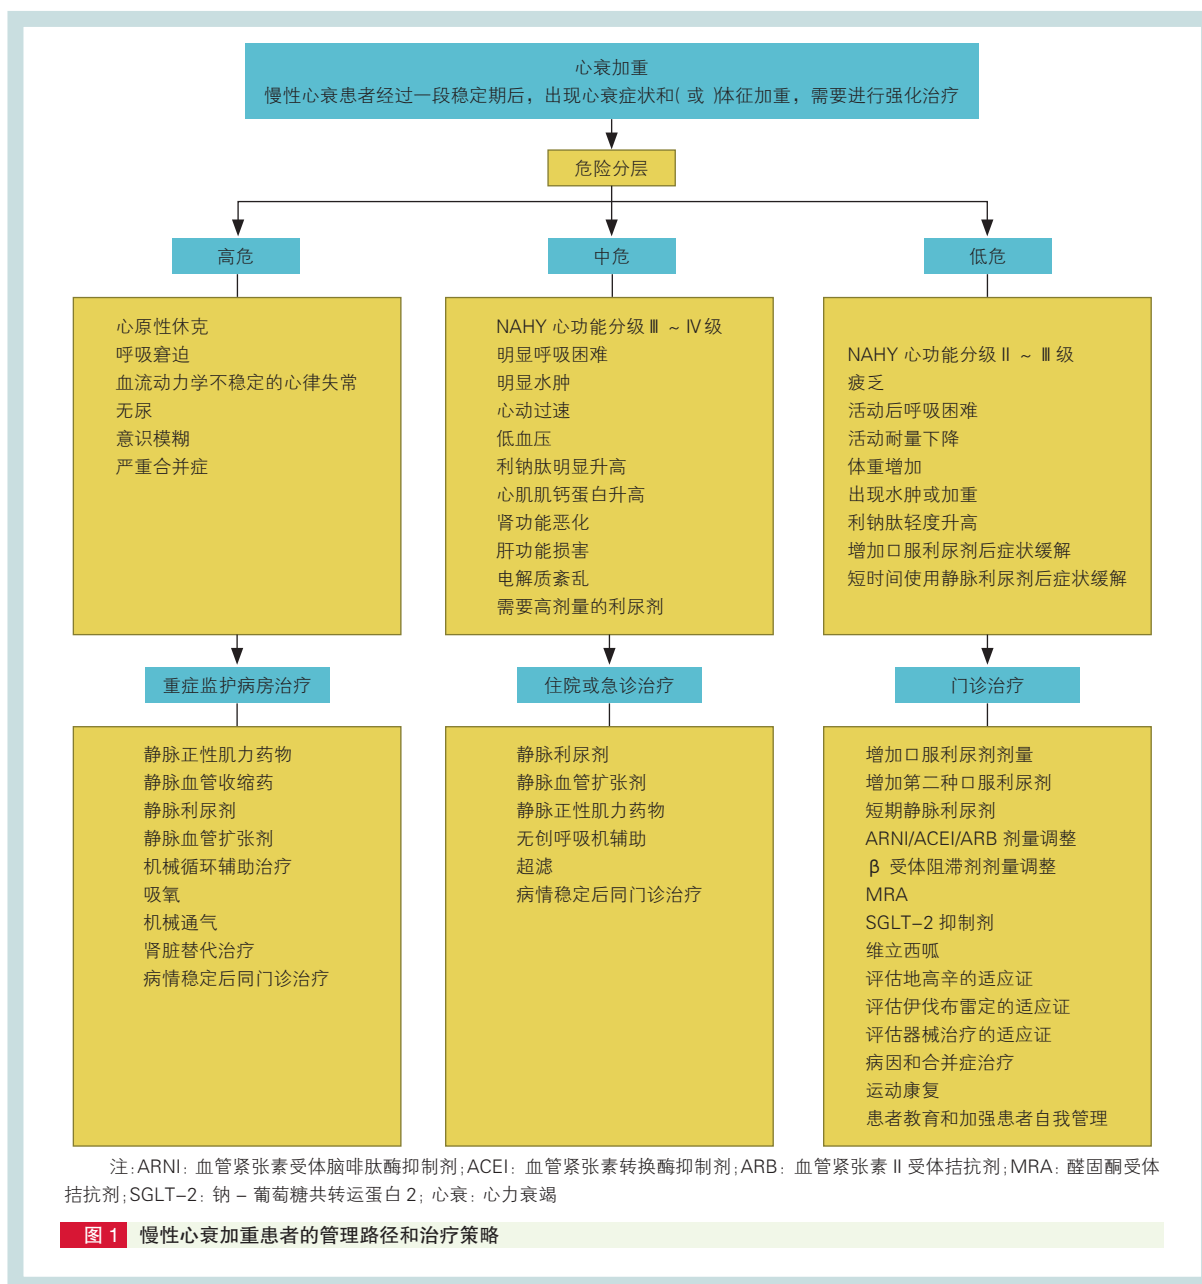 心衰加重
慢性心衰患者经过一段稳定期后，出现心衰症状和( 或 )体征加重，需要进行强化治疗
危险分层
高危
中危
低危
心原性休克
呼吸窘迫
血流动力学不稳定的心律失常
无尿
意识模糊
严重合并症
NAHY 心功能分级 Ⅲ ~ Ⅳ 级
明显呼吸困难
明显水肿
心动过速
低血压
利钠肽明显升高
心肌肌钙蛋白升高
肾功能恶化
肝功能损害
电解质紊乱
需要高剂量的利尿剂
NAHY 心功能分级 Ⅱ ~ Ⅲ 级
疲乏
活动后呼吸困难
活动耐量下降
体重增加
出现水肿或加重
利钠肽轻度升高
增加口服利尿剂后症状缓解
短时间使用静脉利尿剂后症状缓解
重症监护病房治疗
住院或急诊治疗
门诊治疗
静脉正性肌力药物
静脉血管收缩药
静脉利尿剂
静脉血管扩张剂
机械循环辅助治疗
吸氧
机械通气
肾脏替代治疗
病情稳定后同门诊治疗
静脉利尿剂
静脉血管扩张剂
静脉正性肌力药物
无创呼吸机辅助
超滤
病情稳定后同门诊治疗
增加口服利尿剂剂量
增加第二种口服利尿剂
短期静脉利尿剂
ARNI/ACEI/ARB 剂量调整
β 受体阻滞剂剂量调整
MRA
SGLT–2 抑制剂
维立西呱
评估地高辛的适应证
评估伊伐布雷定的适应证
评估器械治疗的适应证
病因和合并症治疗
运动康复
患者教育和加强患者自我管理
注:ARNI: 血管紧张素受体脑啡肽酶抑制剂;ACEI: 血管紧张素转换酶抑制剂;ARB: 血管紧张素 II 受体拮抗剂;MRA: 醛固酮受体
拮抗剂;SGLT–2: 钠 – 葡萄糖共转运蛋白 2; 心衰: 心力衰竭
图 1 慢性心衰加重患者的管理路径和治疗策略